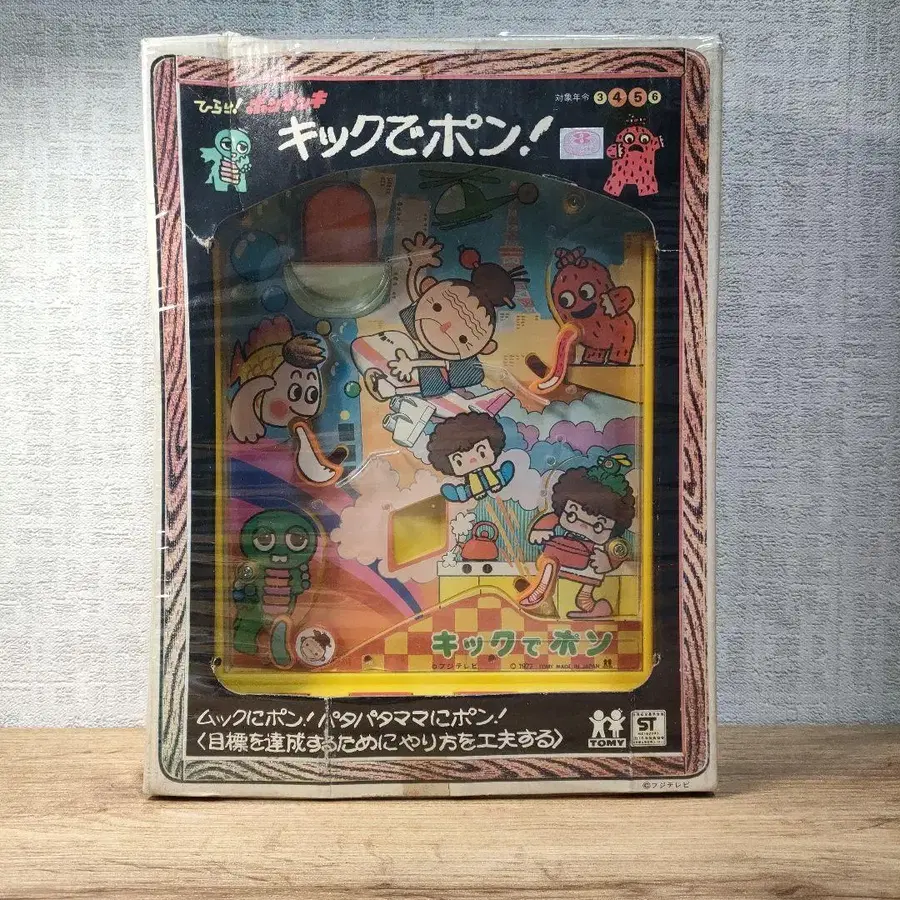 ひらけ!ポンキッキ
対象年令 3 4 5 6
キックでポン!
キックでポン
©フジテレビ ©1977 TOMY MADE IN JAPAN
ムックにポン!パタパタママにポン!
〈目標を達成するためにやり方を工夫する〉
TOMY
ST
©フジテレビ